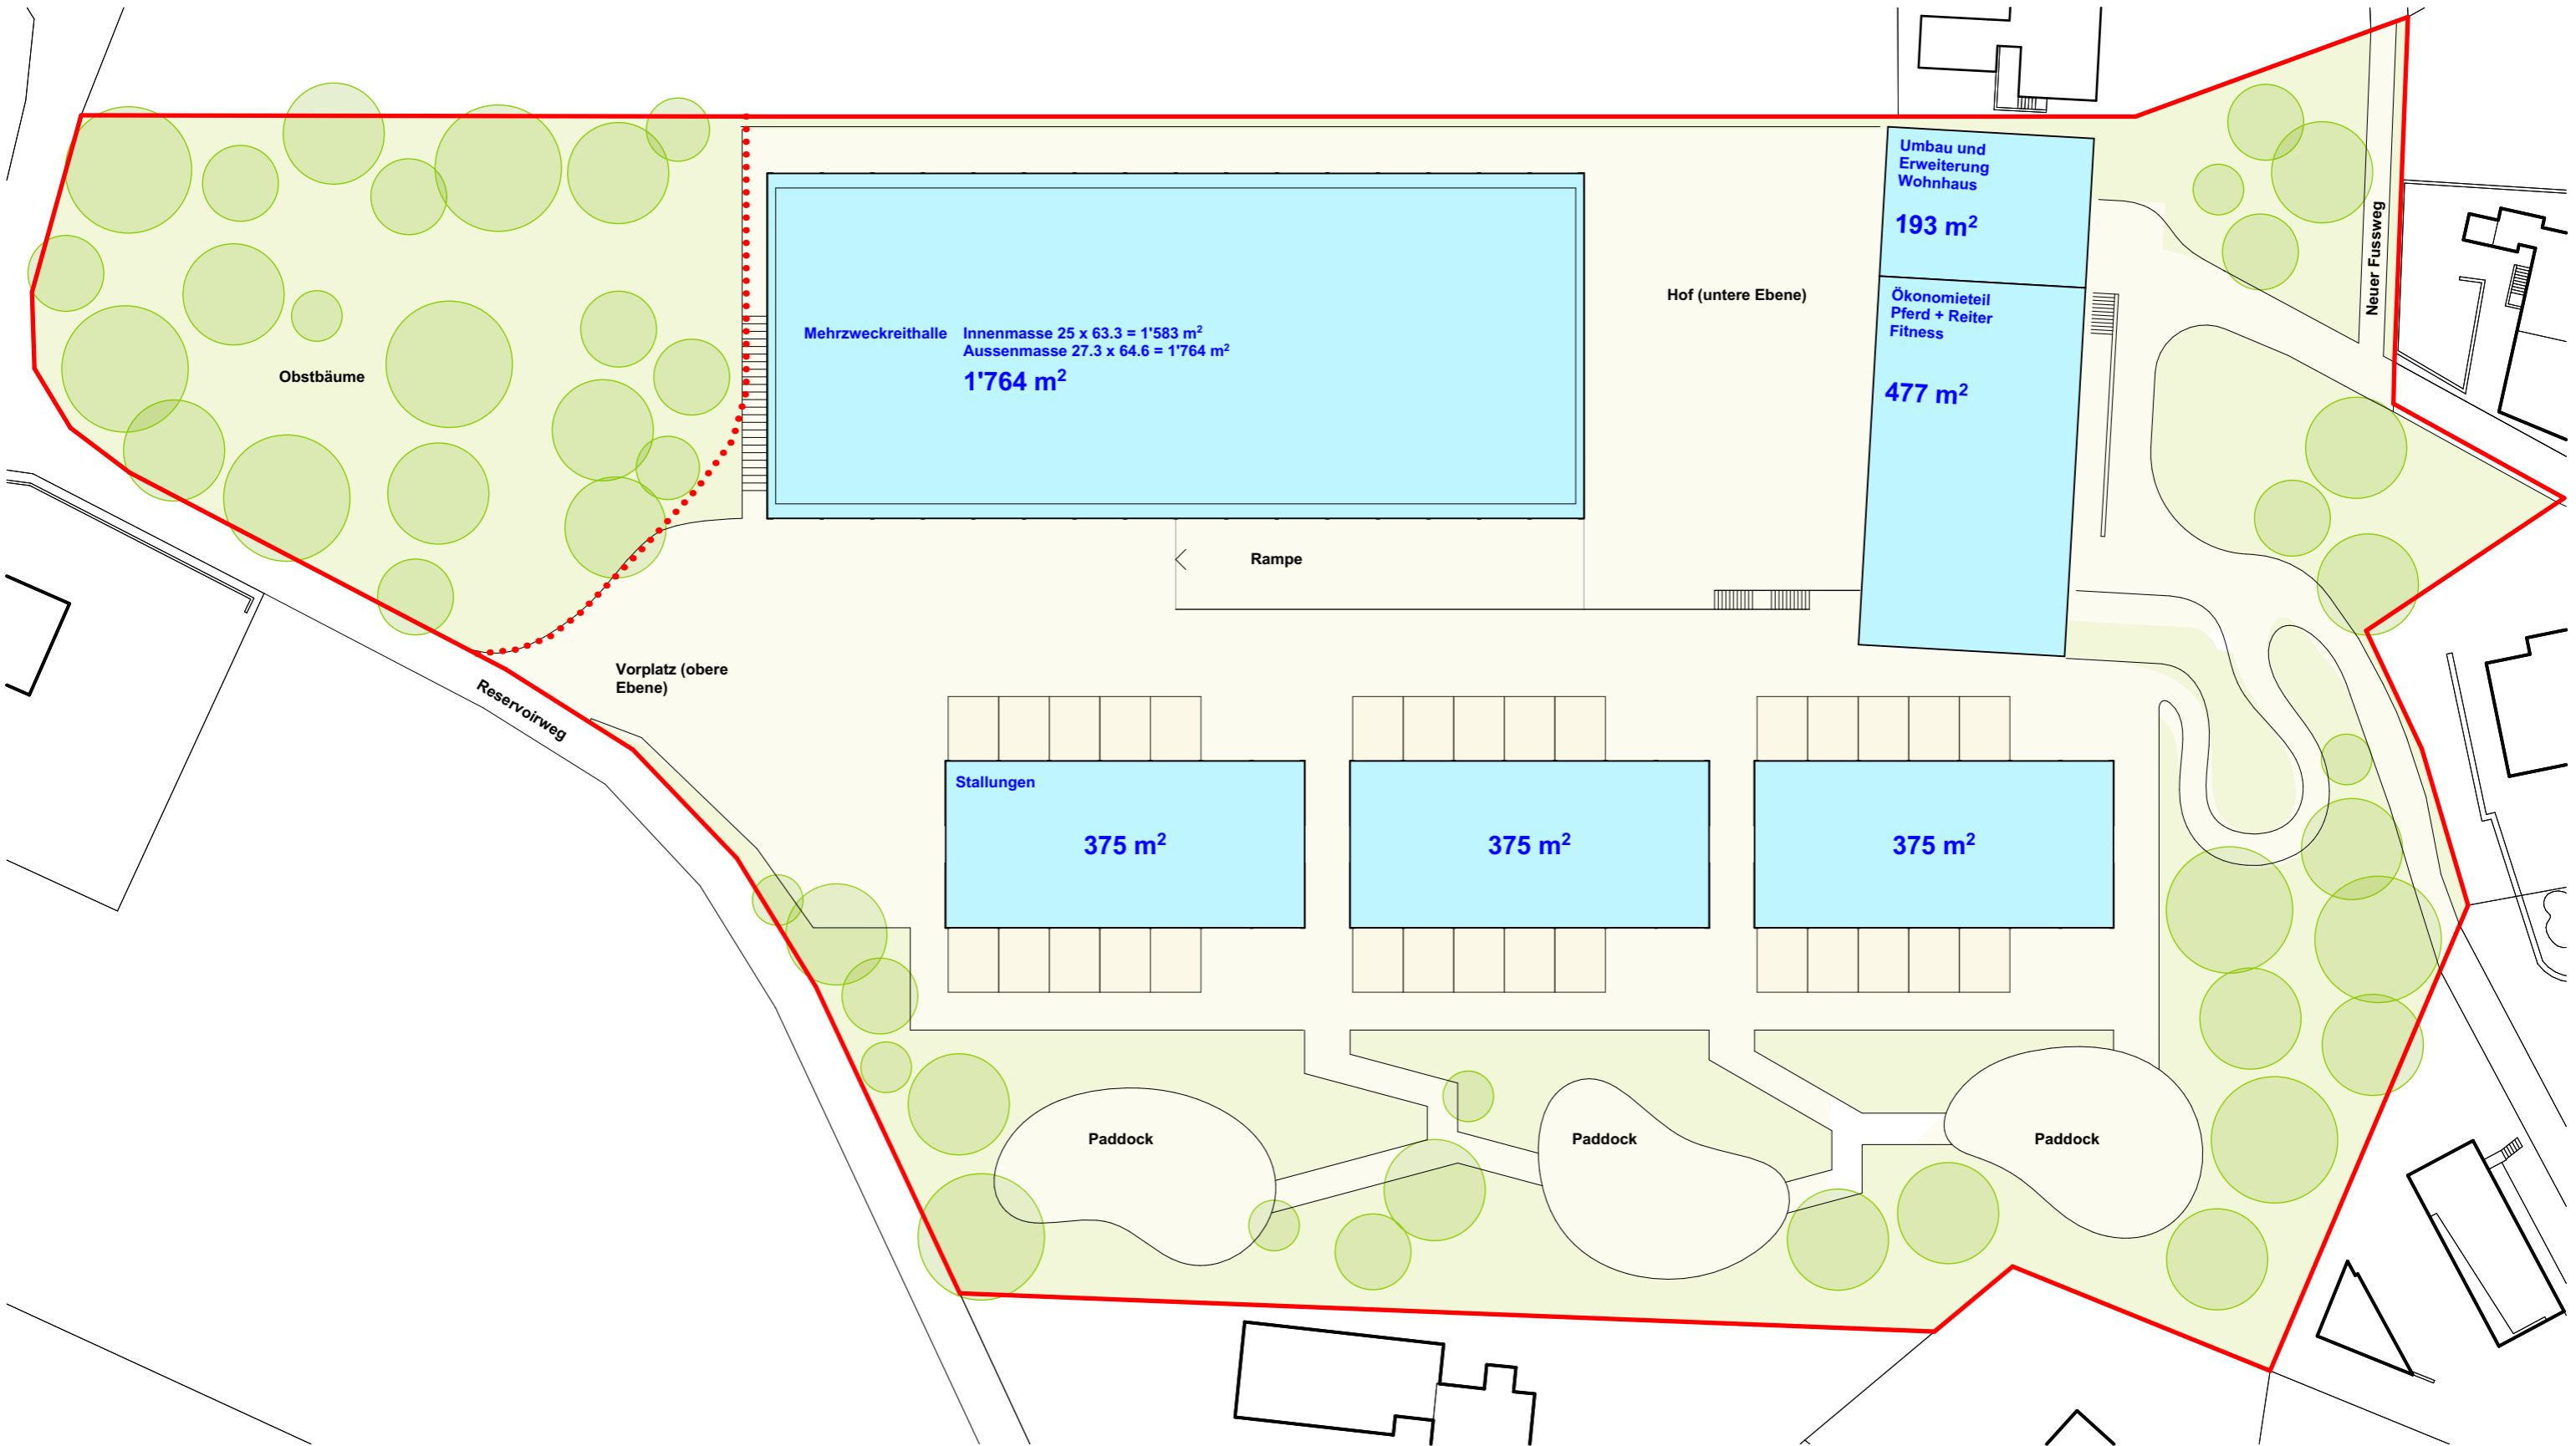 Umbau und
Erweiterung
Wohnhaus
193 m²
Neuer Fussweg
Hof (untere Ebene)
Ökonomieteil
Pferd + Reiter
Fitness
477 m²
Mehrzweckreithalle Innenmasse 25 x 63.3 = 1'583 m²
Aussenmasse 27.3 x 64.6 = 1'764 m²
1'764 m²
Obstbäume
Rampe
Vorplatz (obere
Ebene)
Reservoirweg
Stallungen
375 m²
375 m²
375 m²
Paddock
Paddock
Paddock